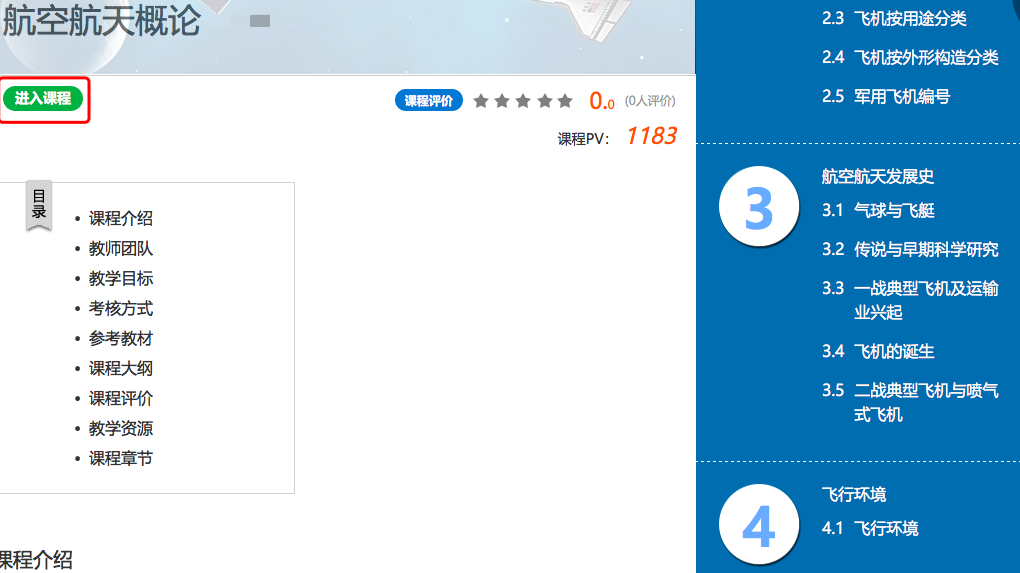 航空航天概论
进入课程
课程评价 0.0 (0人评价)
课程PV: 1183
目录
• 课程介绍
• 教师团队
• 教学目标
• 考核方式
• 参考教材
• 课程大纲
• 课程评价
• 教学资源
• 课程章节
课程介绍
2.3 飞机按用途分类
2.4 飞机按外形构造分类
2.5 军用飞机编号
3
航空航天发展史
3.1 气球与飞艇
3.2 传说与早期科学研究
3.3 一战典型飞机及运输
业兴起
3.4 飞机的诞生
3.5 二战典型飞机与喷气
式飞机
4
飞行环境
4.1 飞行环境